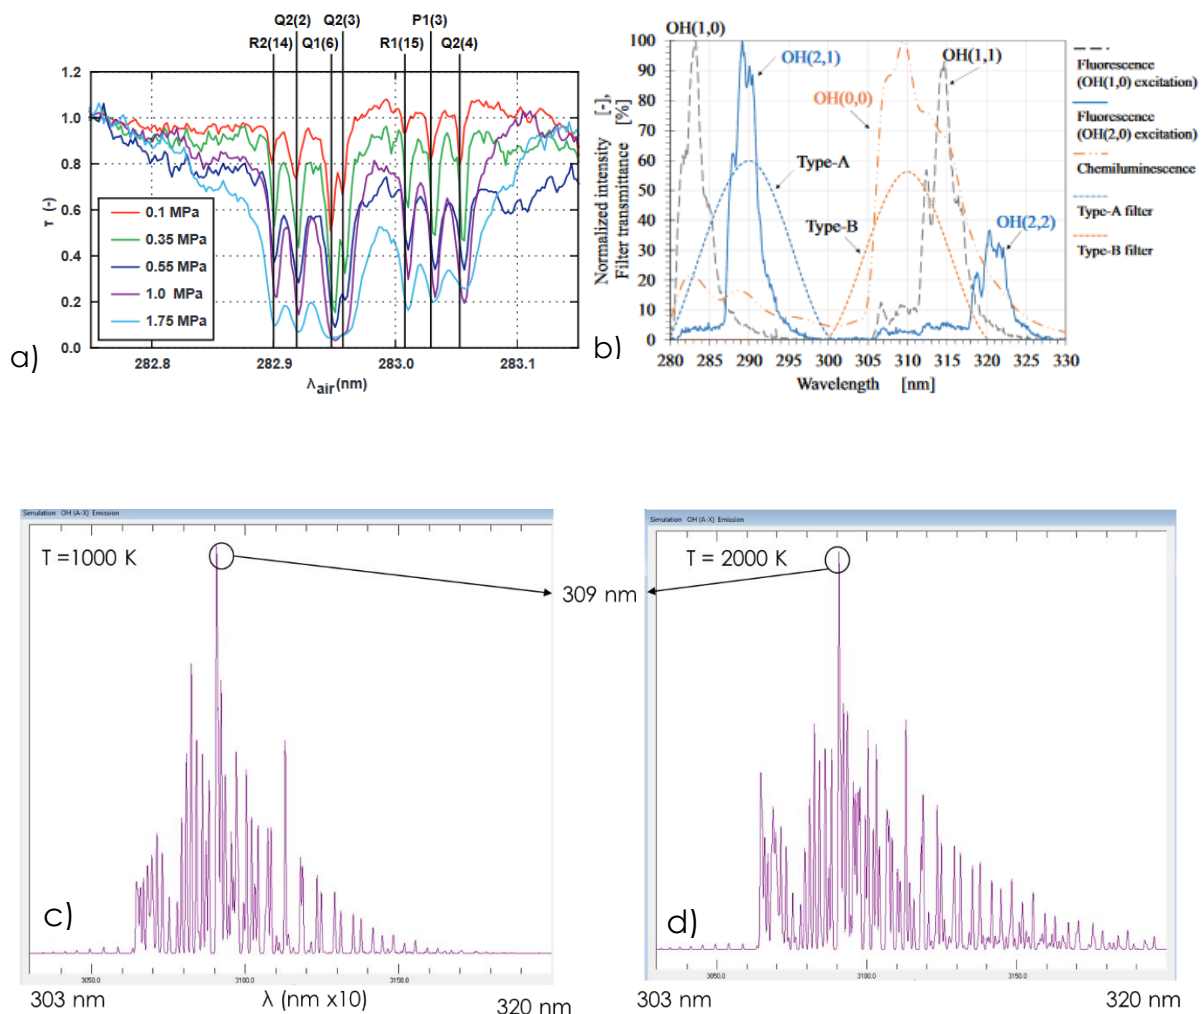 Q2(2) Q2(3) P1(3)
R2(14) Q1(6) R1(15) Q2(4)
1.2
1.0
0.8
0.6
0.4
0.2
0.0
τ (-)
0.1 MPa
0.35 MPa
0.55 MPa
1.0 MPa
1.75 MPa
282.8 282.9 283.0 283.1
λair(nm)
a)
OH(1,0)
100
90
80
70
60
50
40
30
20
10
0
Normalized intensity [-],
Filter transmittance [%]
OH(2,1)
OH(1,1)
OH(0,0)
Type-A
Type-B
OH(2,2)
280 285 290 295 300 305 310 315 320 325 330
Wavelength [nm]
Fluorescence
(OH(1,0) excitation)
Fluorescence
(OH(2,0) excitation)
Chemiluminescence
Type-A filter
Type-B filter
b)
Simulation OH (A-X) Emission
T =1000 K
309 nm
c)
3050.0 3100.0 3150.0
303 nm λ (nm x10) 320 nm
Simulation OH (A-X) Emission
T = 2000 K
d)
3050.0 3100.0 3150.0
303 nm 320 nm